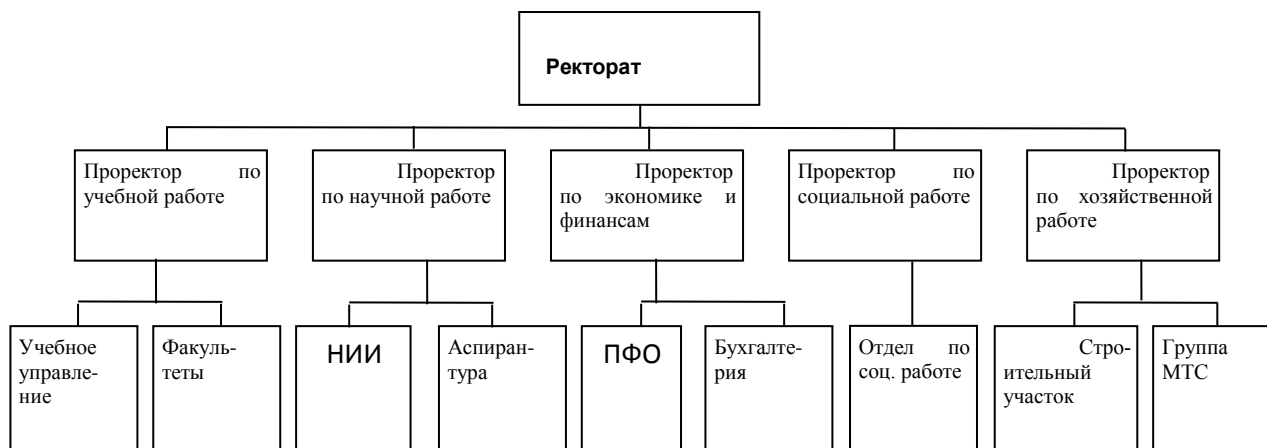 Ректорат
Проректор по
учебной работе
Проректор
по научной работе
Проректор
по экономике и
финансам
Проректор по
социальной работе
Проректор
по хозяйственной
работе
Учебное
управле-
ние
Факуль-
теты
НИИ
Аспиран-
тура
ПФО
Бухгалте-
рия
Отдел по
соц. работе
Стро-
ительный
участок
Группа
МТС